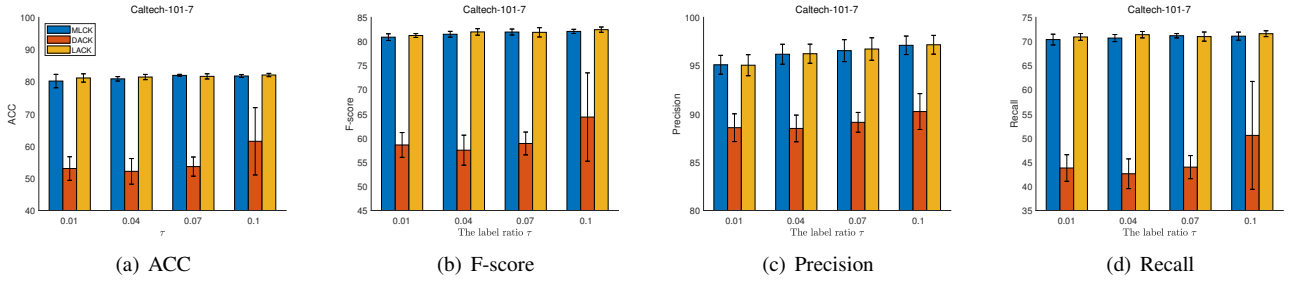 Caltech-101-7
100
90
80
70
60
50
40
ACC
MLCK
DACK
LACK
0.01 0.04 0.07 0.1
τ
(a) ACC
Caltech-101-7
85
80
75
70
65
60
55
50
45
F-score
0.01 0.04 0.07 0.1
The label ratio τ
(b) F-score
Caltech-101-7
100
95
90
85
80
Precision
0.01 0.04 0.07 0.1
The label ratio τ
(c) Precision
Caltech-101-7
75
70
65
60
55
50
45
40
35
Recall
0.01 0.04 0.07 0.1
The label ratio τ
(d) Recall